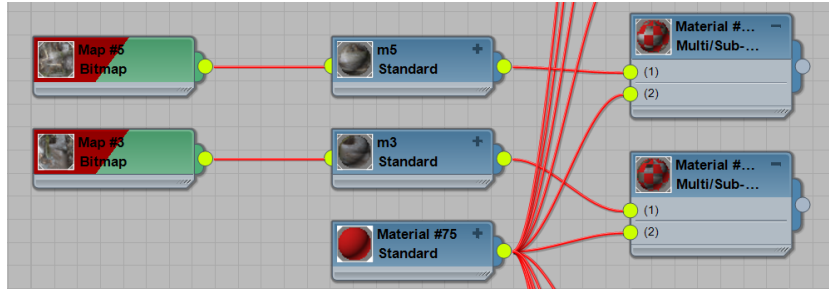 Map #5
Bitmap
m5
Standard
Material #...
Multi/Sub-...
(1)
(2)
Map #3
Bitmap
m3
Standard
Material #...
Multi/Sub-...
(1)
(2)
Material #75
Standard